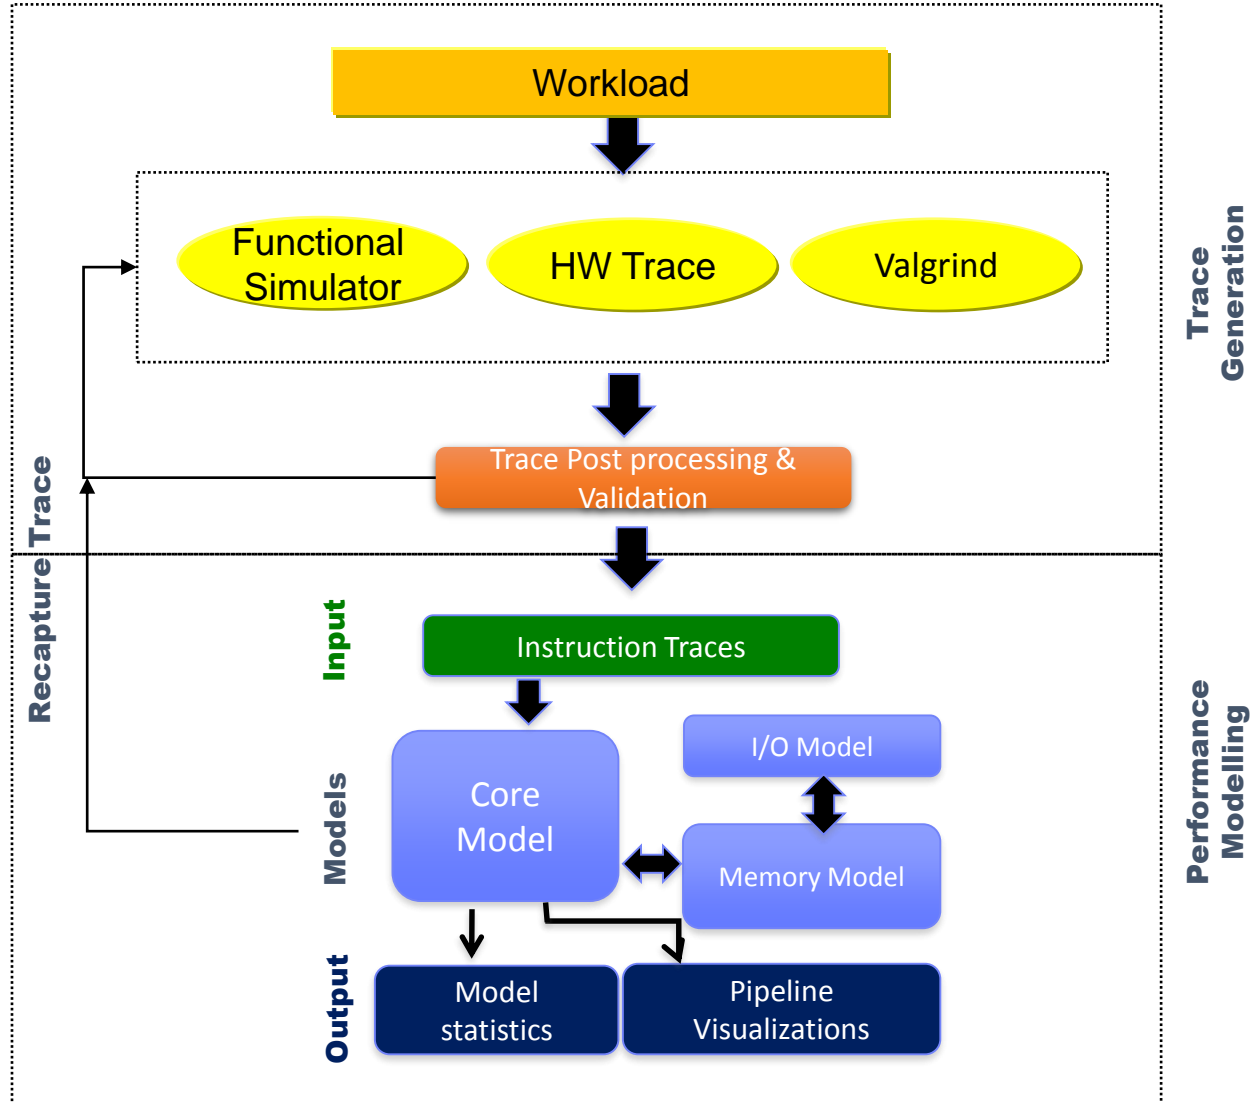 Workload
Functional
Simulator
HW Trace
Valgrind
Trace
Generation
Trace Post processing &
Validation
Recapture Trace
Input
Instruction Traces
Models
Core
Model
I/O Model
Memory Model
Performance
Modelling
Output
Model
statistics
Pipeline
Visualizations